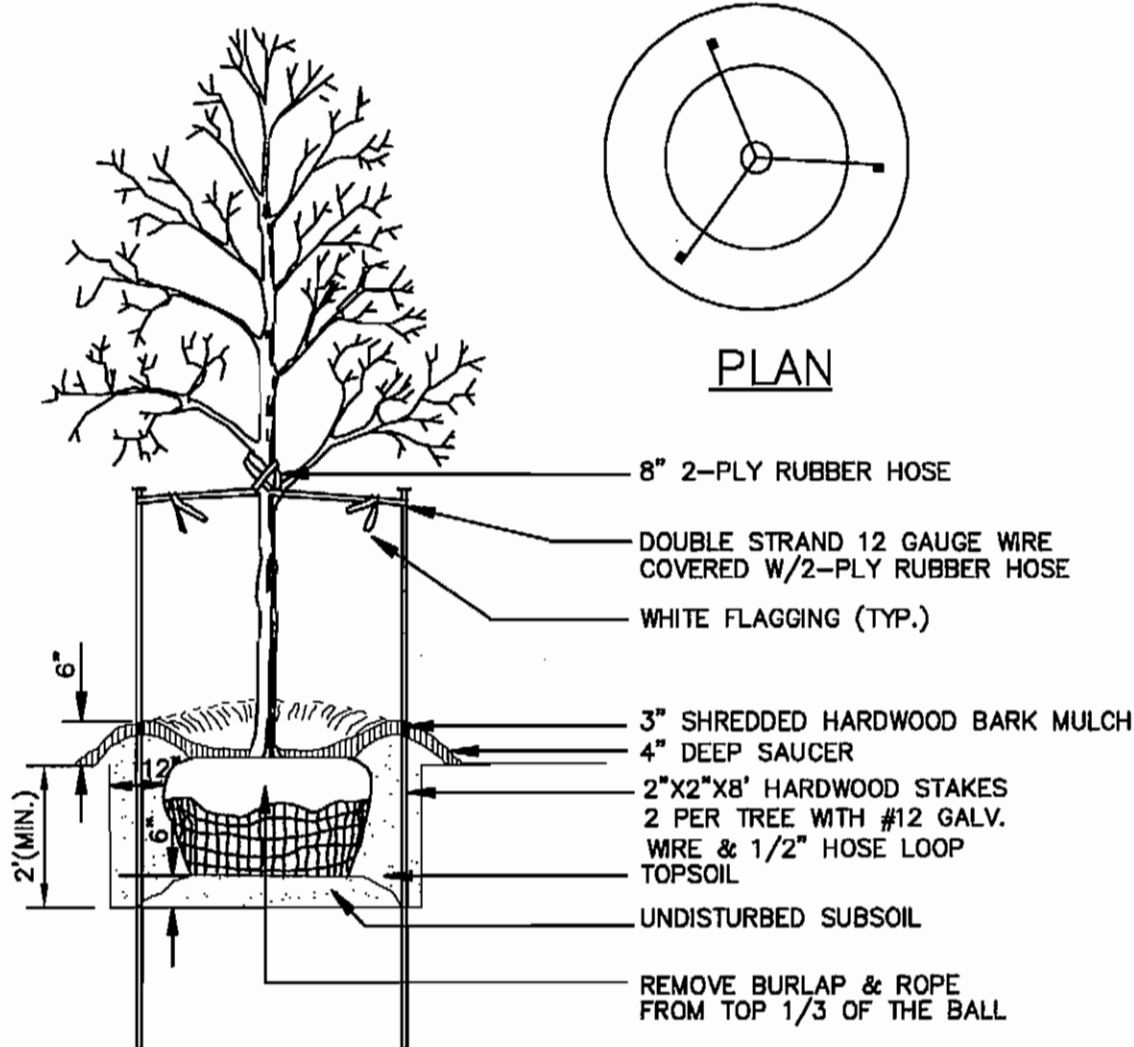 PLAN
8" 2-PLY RUBBER HOSE
DOUBLE STRAND 12 GAUGE WIRE
COVERED W/2-PLY RUBBER HOSE
WHITE FLAGGING (TYP.)
6"
3" SHREDDED HARDWOOD BARK MULCH
4" DEEP SAUCER
12"
2"X2"X8' HARDWOOD STAKES
2 PER TREE WITH #12 GALV.
WIRE & 1/2" HOSE LOOP
2'(MIN.)
6"
TOPSOIL
UNDISTURBED SUBSOIL
REMOVE BURLAP & ROPE
FROM TOP 1/3 OF THE BALL